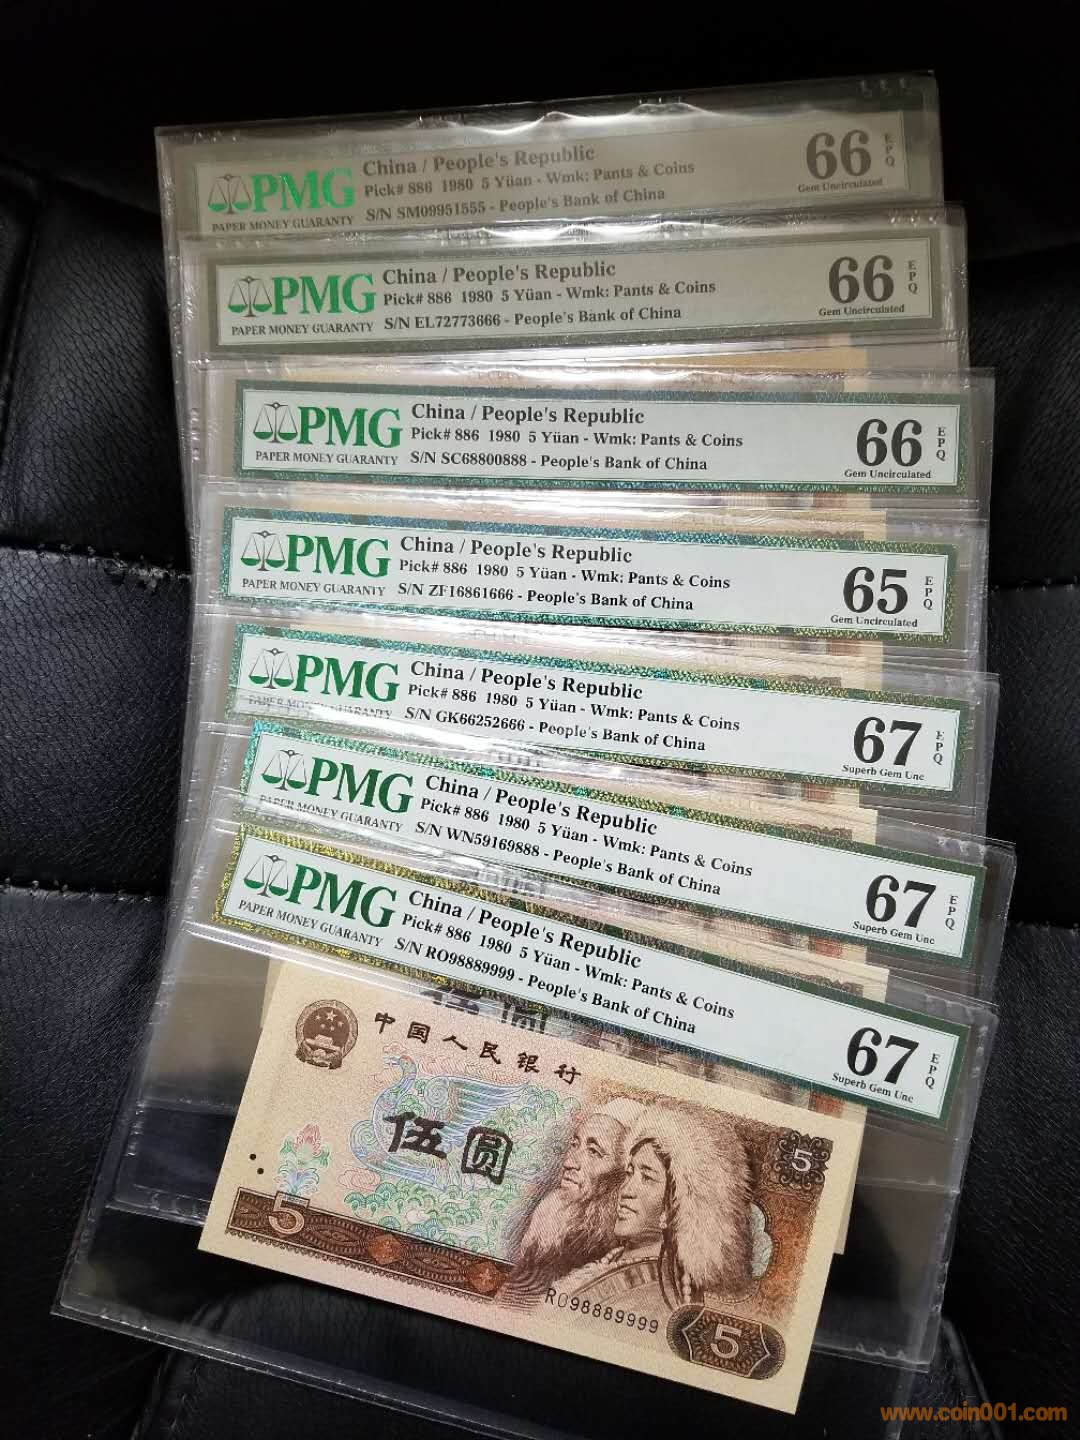 China / People's Republic
PMG
Pick# 886 1980 5 Yüan - Wmk: Pants & Coins
PAPER MONEY GUARANTY
S/N SM09951555 - People's Bank of China
66
EPQ
Gem Uncirculated
China / People's Republic
PMG
Pick# 886 1980 5 Yüan - Wmk: Pants & Coins
PAPER MONEY GUARANTY
S/N EL72773666 - People's Bank of China
66
EPQ
Gem Uncirculated
China / People's Republic
PMG
Pick# 886 1980 5 Yüan - Wmk: Pants & Coins
PAPER MONEY GUARANTY
S/N SC68800888 - People's Bank of China
66
EPQ
Gem Uncirculated
China / People's Republic
PMG
Pick# 886 1980 5 Yüan - Wmk: Pants & Coins
PAPER MONEY GUARANTY
S/N ZF16861666 - People's Bank of China
65
EPQ
Gem Uncirculated
China / People's Republic
PMG
Pick# 886 1980 5 Yüan - Wmk: Pants & Coins
PAPER MONEY GUARANTY
S/N GK66252666 - People's Bank of China
67
EPQ
Superb Gem Unc
China / People's Republic
PMG
Pick# 886 1980 5 Yüan - Wmk: Pants & Coins
PAPER MONEY GUARANTY
S/N WN59169888 - People's Bank of China
67
EPQ
Superb Gem Unc
China / People's Republic
PMG
Pick# 886 1980 5 Yüan - Wmk: Pants & Coins
PAPER MONEY GUARANTY
S/N RO98889999 - People's Bank of China
67
EPQ
Superb Gem Unc
中国人民银行
伍圆
5
5
RO98889999
5
www.coin001.com